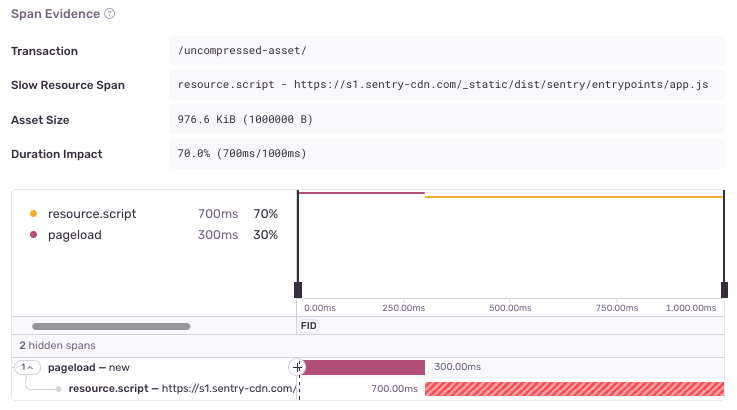 Span Evidence ?
Transaction /uncompressed-asset/
Slow Resource Span resource.script - https://s1.sentry-cdn.com/_static/dist/sentry/entrypoints/app.js
Asset Size 976.6 KiB (1000000 B)
Duration Impact 70.0% (700ms/1000ms)
resource.script 700ms 70%
pageload 300ms 30%
0.00ms 250.00ms 500.00ms 750.00ms 1,000.00ms
FID
2 hidden spans
1 pageload — new 300.00ms
resource.script — https://s1.sentry-cdn.com/ 700.00ms